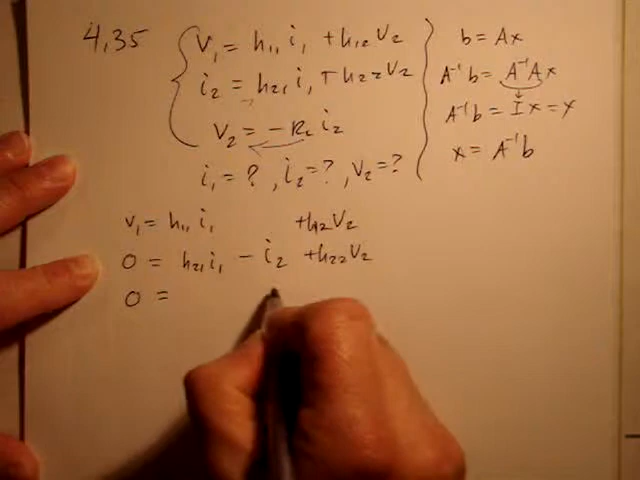 4,35
v₁ = h₁₁ i₁ + h₁₂ v₂
i₂ = h₂₁ i₁ + h₂₂ v₂
v₂ = - R_L i₂
i₁ = ? , i₂ = ? , v₂ = ?
b = Ax
A⁻¹b = A⁻¹A x
A⁻¹b = I x = x
x = A⁻¹b
v₁ = h₁₁ i₁ + h₁₂ v₂
0 = h₂₁ i₁ - i₂ + h₂₂ v₂
0 =